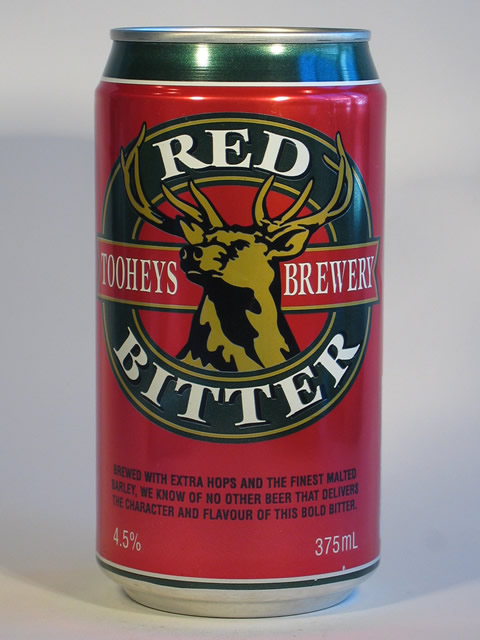 RED
TOOHEYS BREWERY
BITTER
BREWED WITH EXTRA HOPS AND THE FINEST MALTED
BARLEY, WE KNOW OF NO OTHER BEER THAT DELIVERS
THE CHARACTER AND FLAVOUR OF THIS BOLD BITTER.
4.5% 375mL